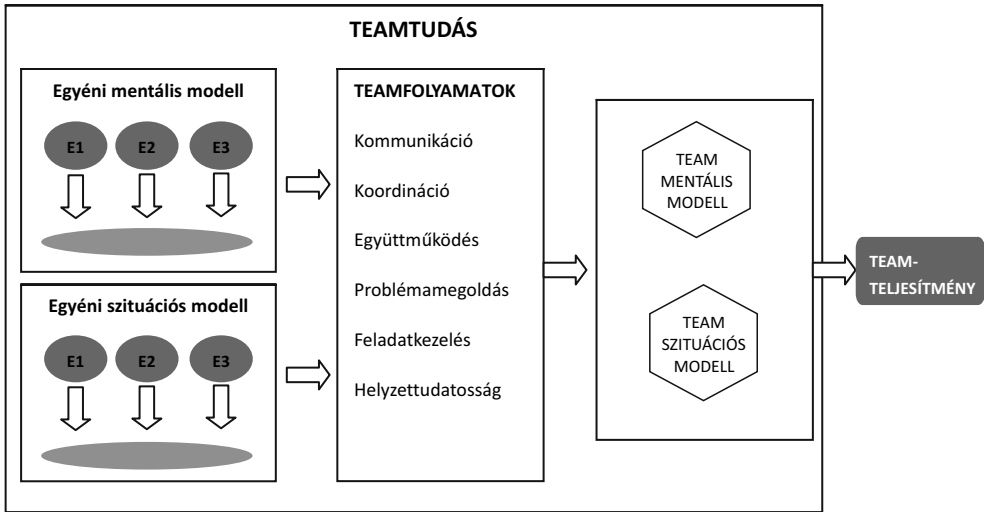 TEAMTUDÁS
Egyéni mentális modell
E1 E2 E3
Egyéni szituációs modell
E1 E2 E3
TEAMFOLYAMATOK
Kommunikáció
Koordináció
Együttműködés
Problémamegoldás
Feladatkezelés
Helyzettudatosság
TEAM
MENTÁLIS
MODELL
TEAM
SZITUÁCIÓS
MODELL
TEAM-
TELJESÍTMÉNY